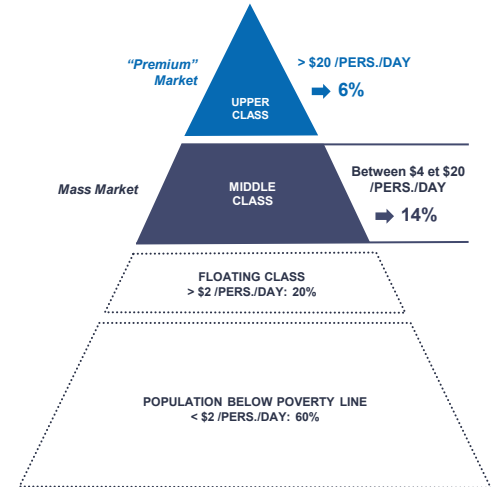 “Premium”
Market
> $20 /PERS./DAY
➡ 6%
UPPER
CLASS
Mass Market
MIDDLE
CLASS
Between $4 et $20
/PERS./DAY
➡ 14%
FLOATING CLASS
> $2 /PERS./DAY: 20%
POPULATION BELOW POVERTY LINE
< $2 /PERS./DAY: 60%